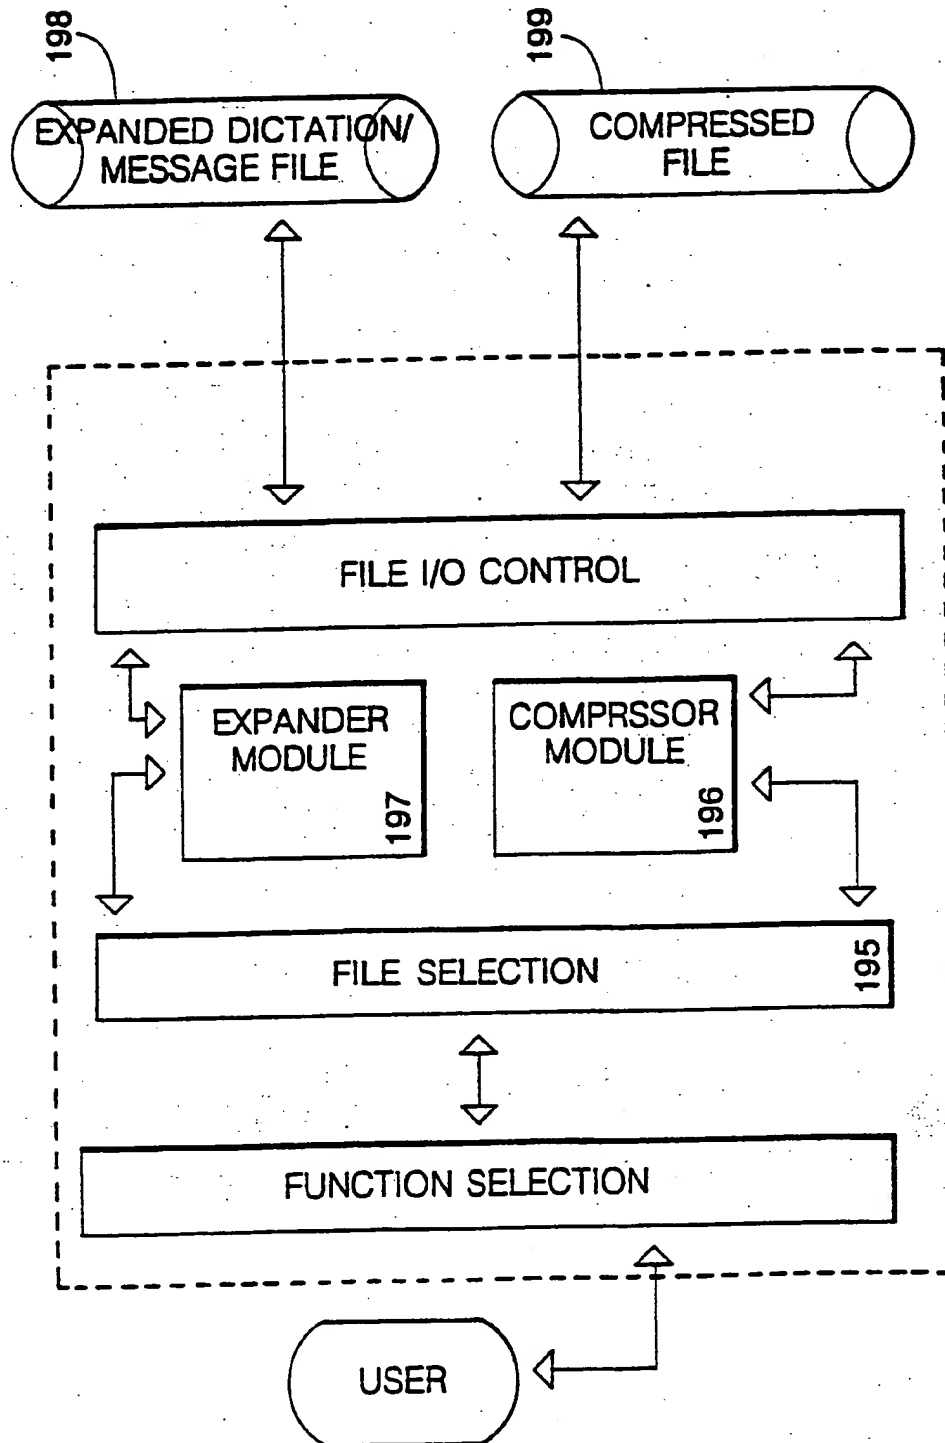 198
199
EXPANDED DICTATION/
MESSAGE FILE
COMPRESSED
FILE
FILE I/O CONTROL
EXPANDER
MODULE
197
COMPRSSOR
MODULE
196
FILE SELECTION
195
FUNCTION SELECTION
USER